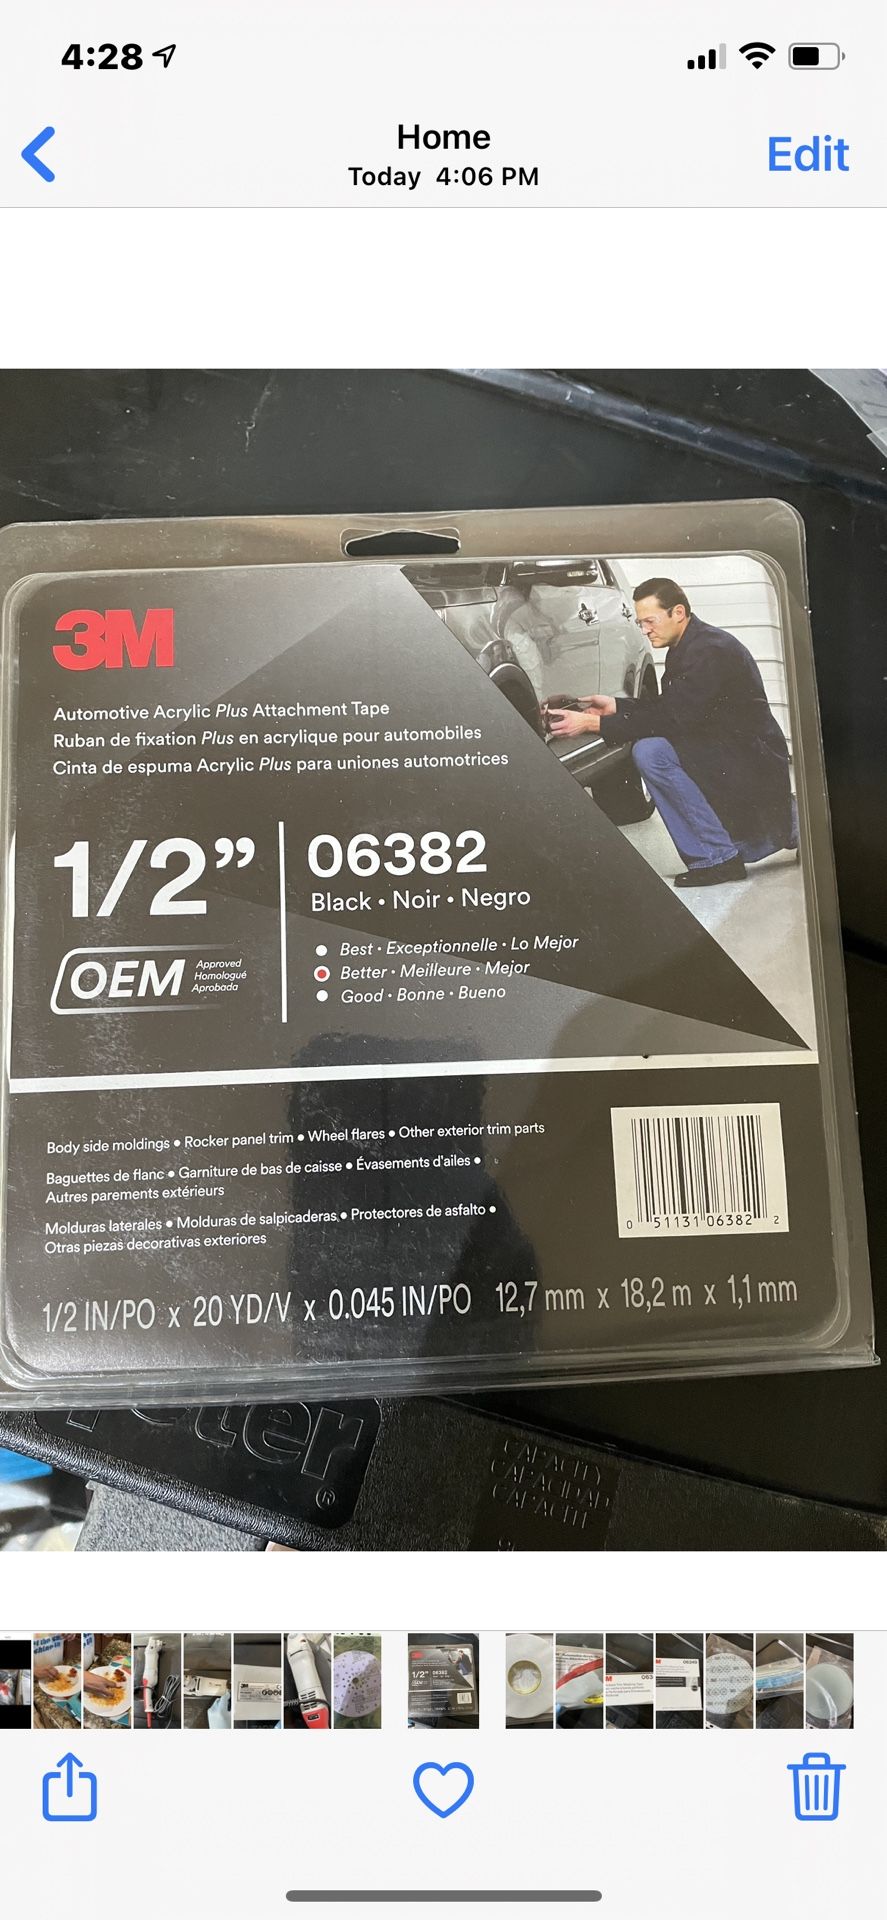 4:28
Home
Edit
Today 4:06 PM
3M
Automotive Acrylic Plus Attachment Tape
Ruban de fixation Plus en acrylique pour automobiles
Cinta de espuma Acrylic Plus para uniones automotrices
1/2”
06382
Black • Noir • Negro
OEM
Approved
Homologué
Aprobada
Best • Exceptionnelle • Lo Mejor
Better • Meilleure • Mejor
Good • Bonne • Bueno
Body side moldings • Rocker panel trim • Wheel flares • Other exterior trim parts
Baguettes de flanc • Garniture de bas de caisse • Évasements d'ailes •
Autres parements extérieurs
Molduras laterales • Molduras de salpicaderas • Protectores de asfalto •
Otras piezas decorativas exteriores
0 51131 06382 2
1/2 IN/PO x 20 YD/V x 0.045 IN/PO 12,7 mm x 18,2 m x 1,1 mm
®
CAPACITY
CAPACIDAD
CAPACITÉ
3M
1/2” 06382